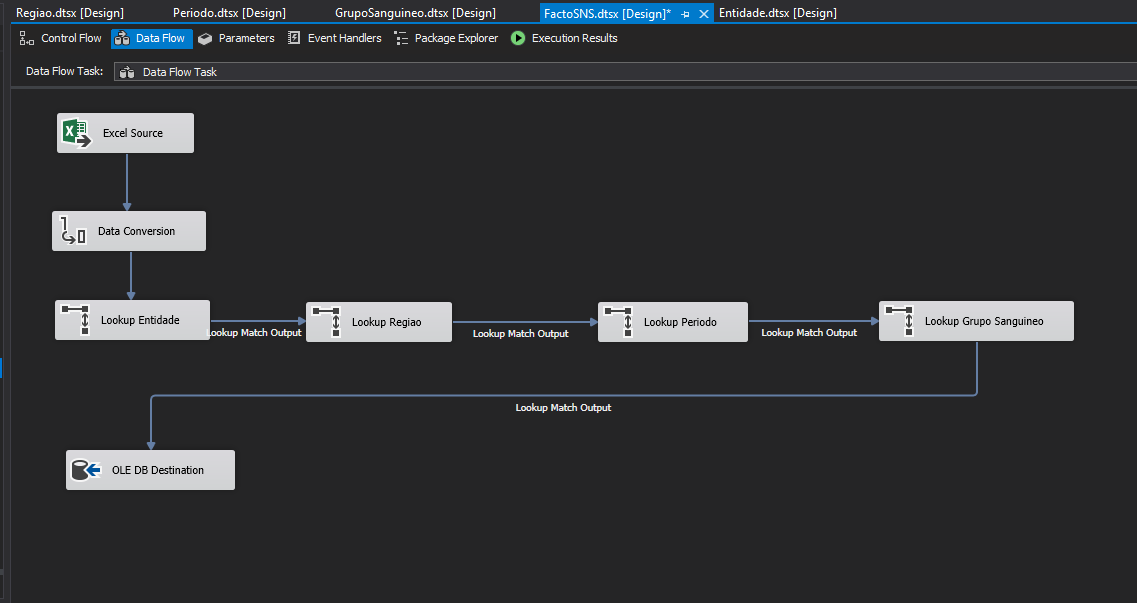 Regiao.dtsx [Design] Periodo.dtsx [Design] GrupoSanguineo.dtsx [Design] FactoSNS.dtsx [Design]* Entidade.dtsx [Design]
Control Flow Data Flow Parameters Event Handlers Package Explorer Execution Results
Data Flow Task: Data Flow Task
Excel Source
Data Conversion
Lookup Entidade
Lookup Match Output
Lookup Regiao
Lookup Match Output
Lookup Periodo
Lookup Match Output
Lookup Grupo Sanguineo
Lookup Match Output
OLE DB Destination